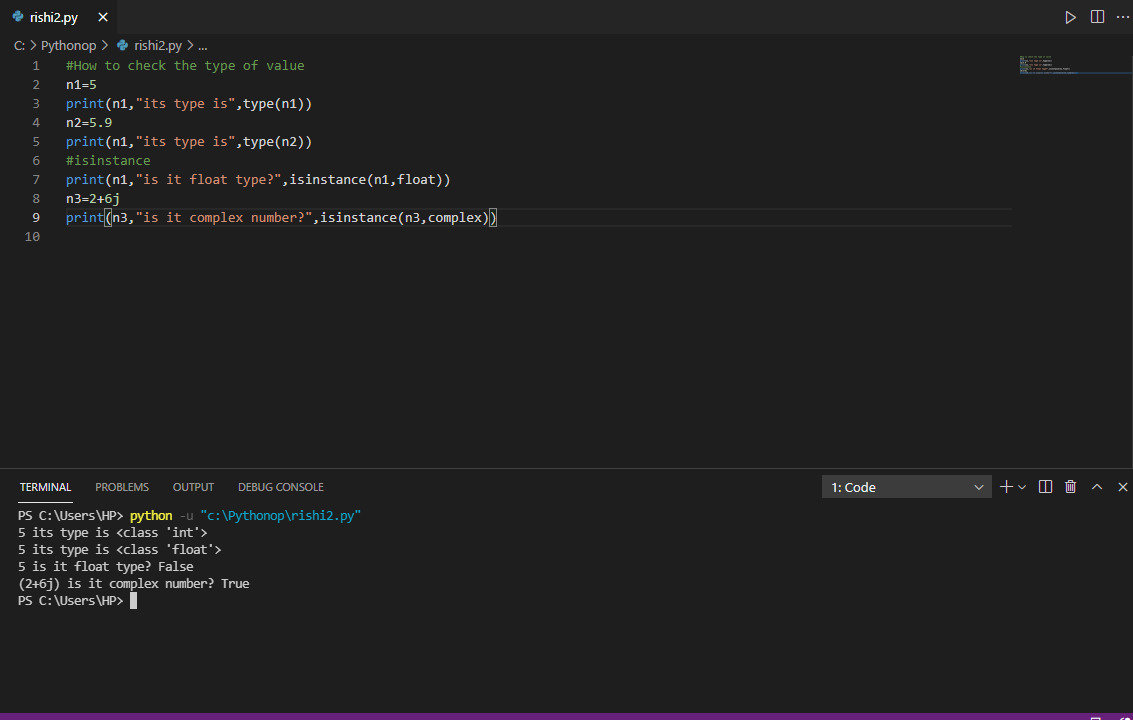 rishi2.py
C: > Pythonop > rishi2.py > ...
1 #How to check the type of value
2 n1=5
3 print(n1,"its type is",type(n1))
4 n2=5.9
5 print(n1,"its type is",type(n2))
6 #isinstance
7 print(n1,"is it float type?",isinstance(n1,float))
8 n3=2+6j
9 print(n3,"is it complex number?",isinstance(n3,complex))
10
TERMINAL PROBLEMS OUTPUT DEBUG CONSOLE 1: Code
PS C:\Users\HP> python -u "c:\Pythonop\rishi2.py"
5 its type is <class 'int'>
5 its type is <class 'float'>
5 is it float type? False
(2+6j) is it complex number? True
PS C:\Users\HP>